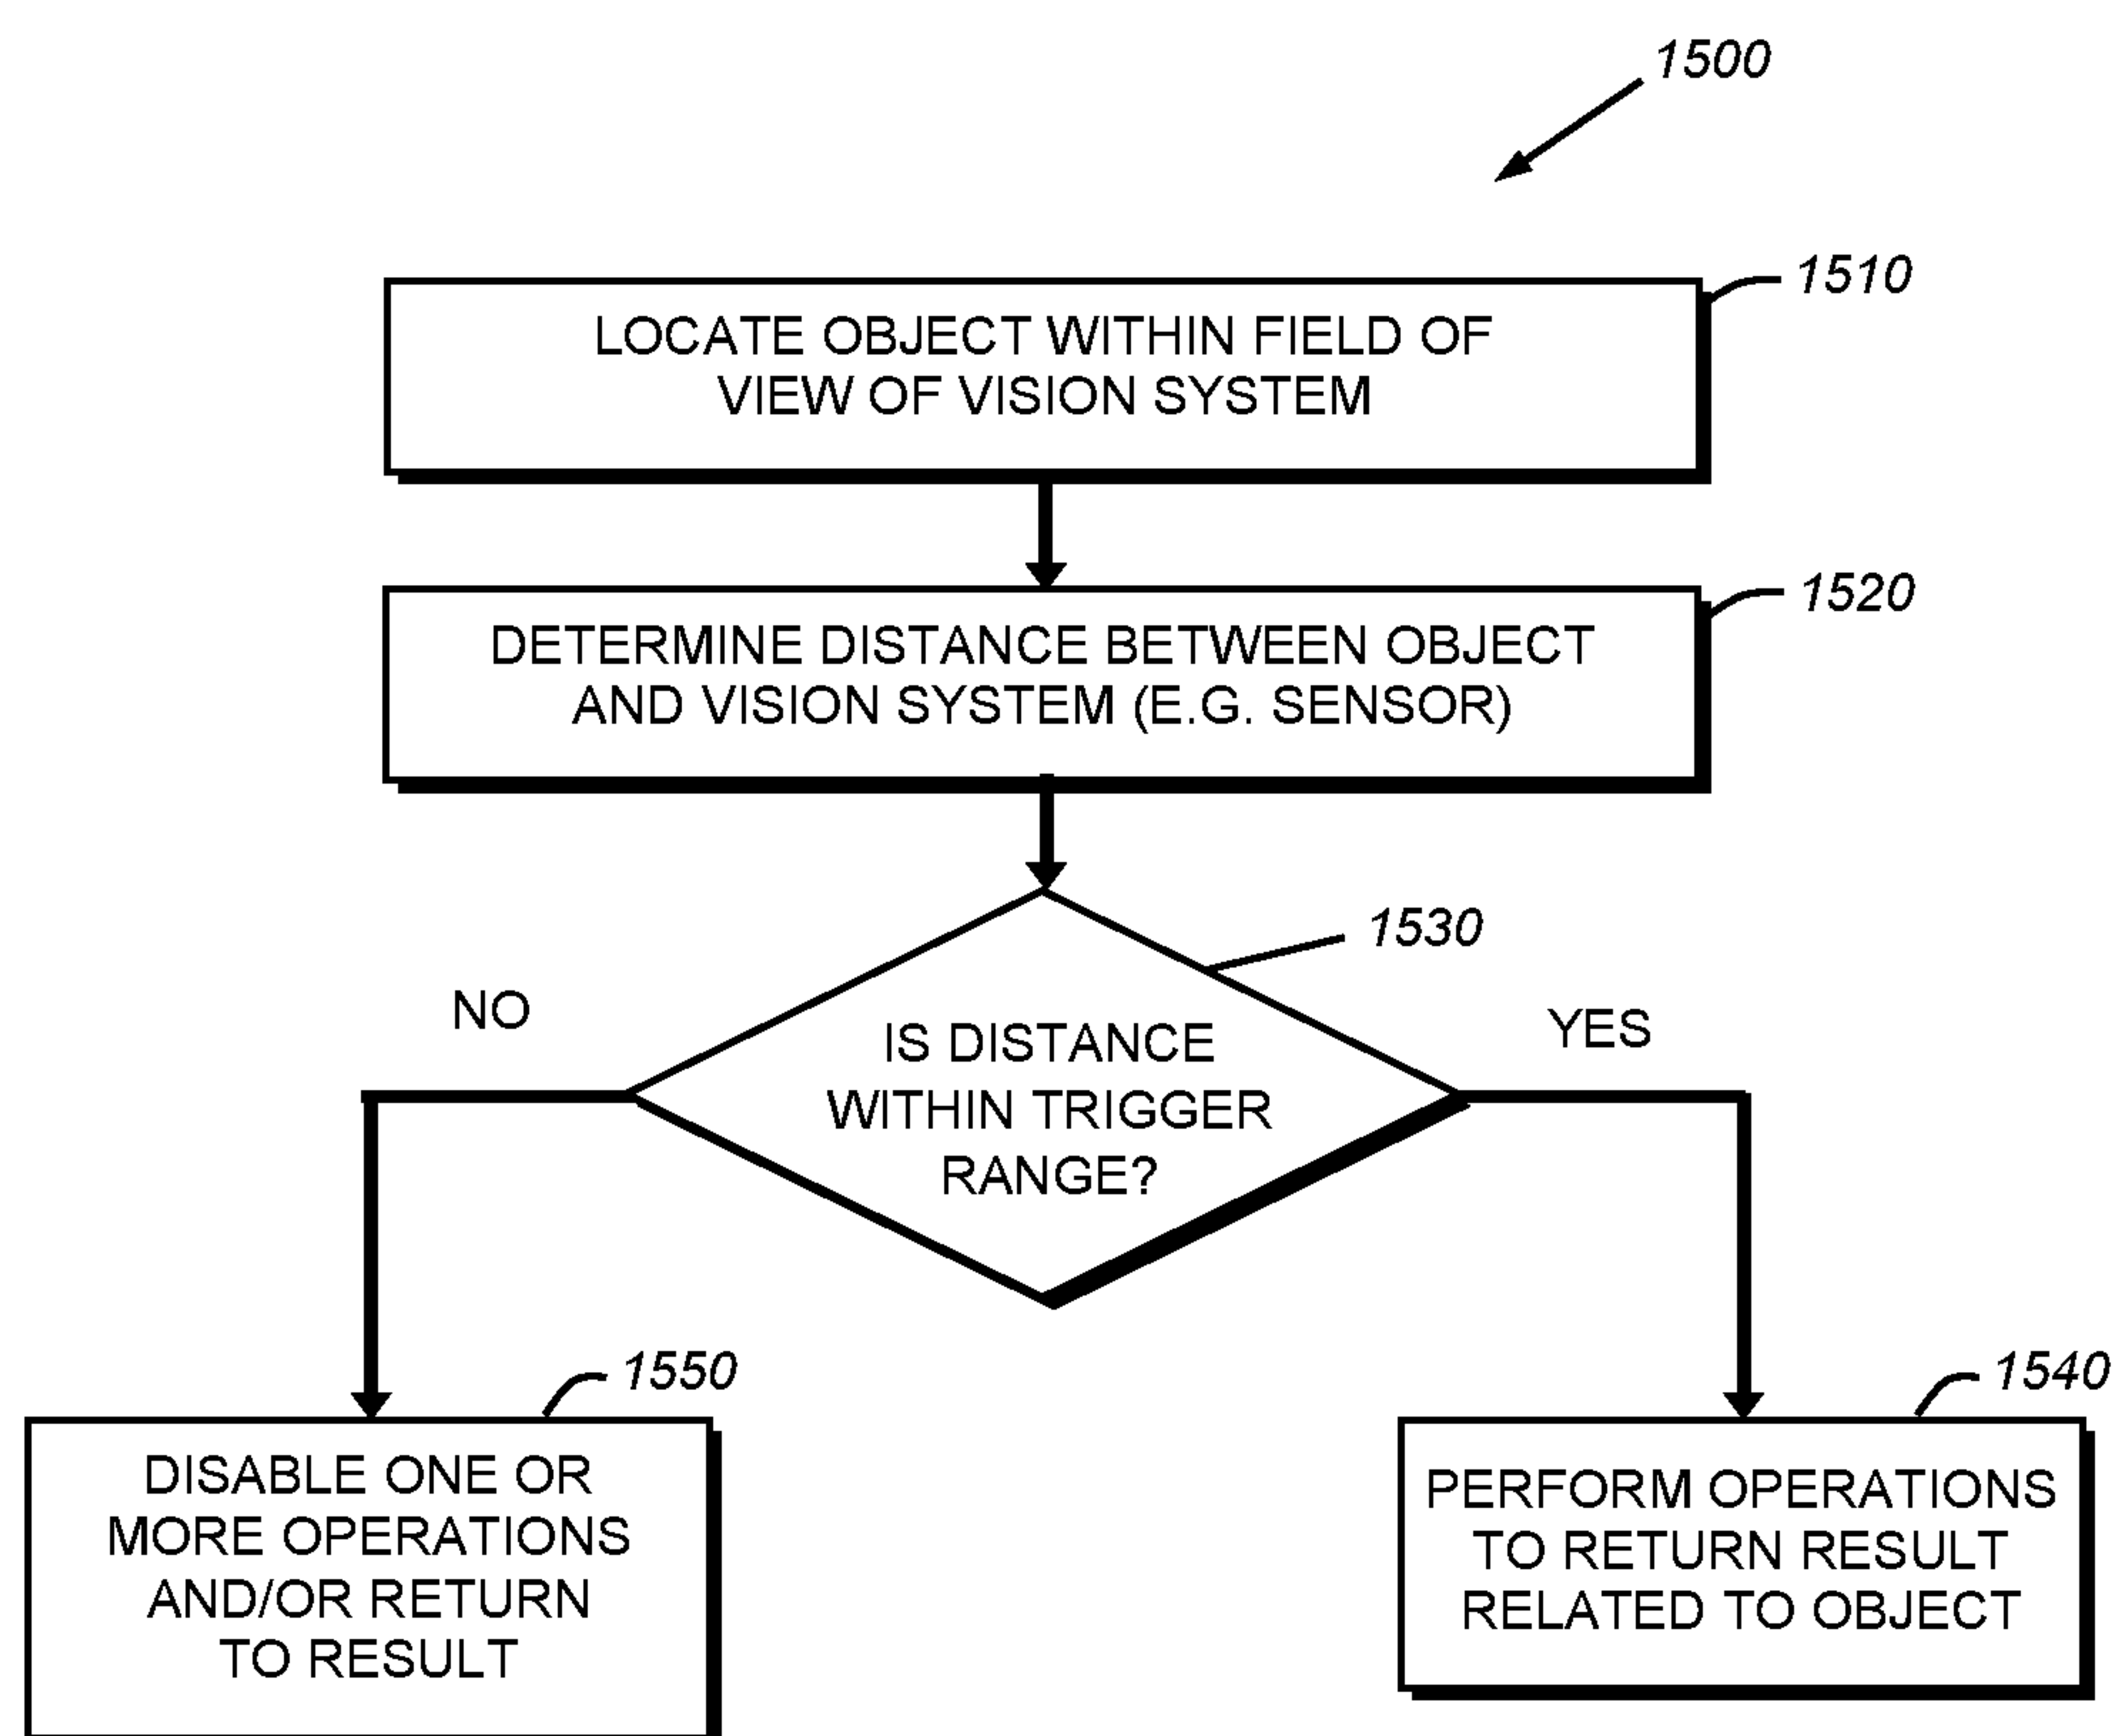 1500
1510
LOCATE OBJECT WITHIN FIELD OF
VIEW OF VISION SYSTEM
1520
DETERMINE DISTANCE BETWEEN OBJECT
AND VISION SYSTEM (E.G. SENSOR)
1530
NO
YES
IS DISTANCE
WITHIN TRIGGER
RANGE?
1550
DISABLE ONE OR
MORE OPERATIONS
AND/OR RETURN
TO RESULT
1540
PERFORM OPERATIONS
TO RETURN RESULT
RELATED TO OBJECT